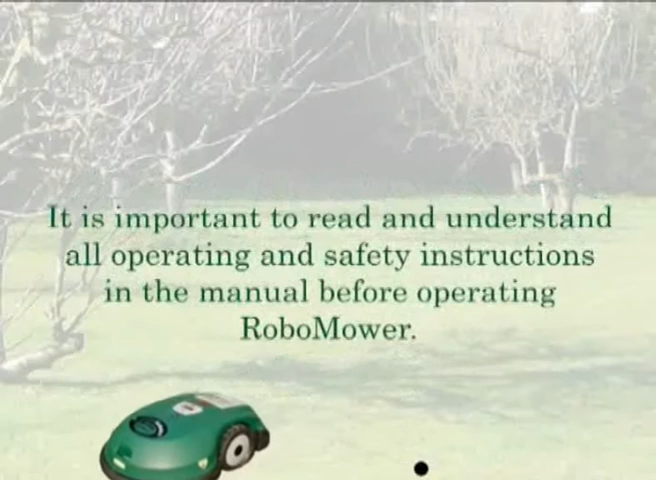 It is important to read and understand
all operating and safety instructions
in the manual before operating
RoboMower.